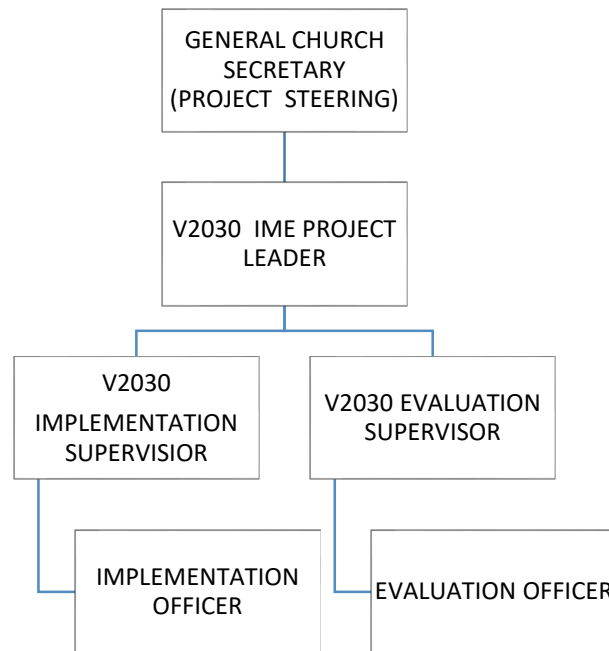 GENERAL CHURCH
SECRETARY
(PROJECT STEERING)
V2030 IME PROJECT
LEADER
V2030
IMPLEMENTATION
SUPERVISIOR
V2030 EVALUATION
SUPERVISOR
IMPLEMENTATION
OFFICER
EVALUATION OFFICER